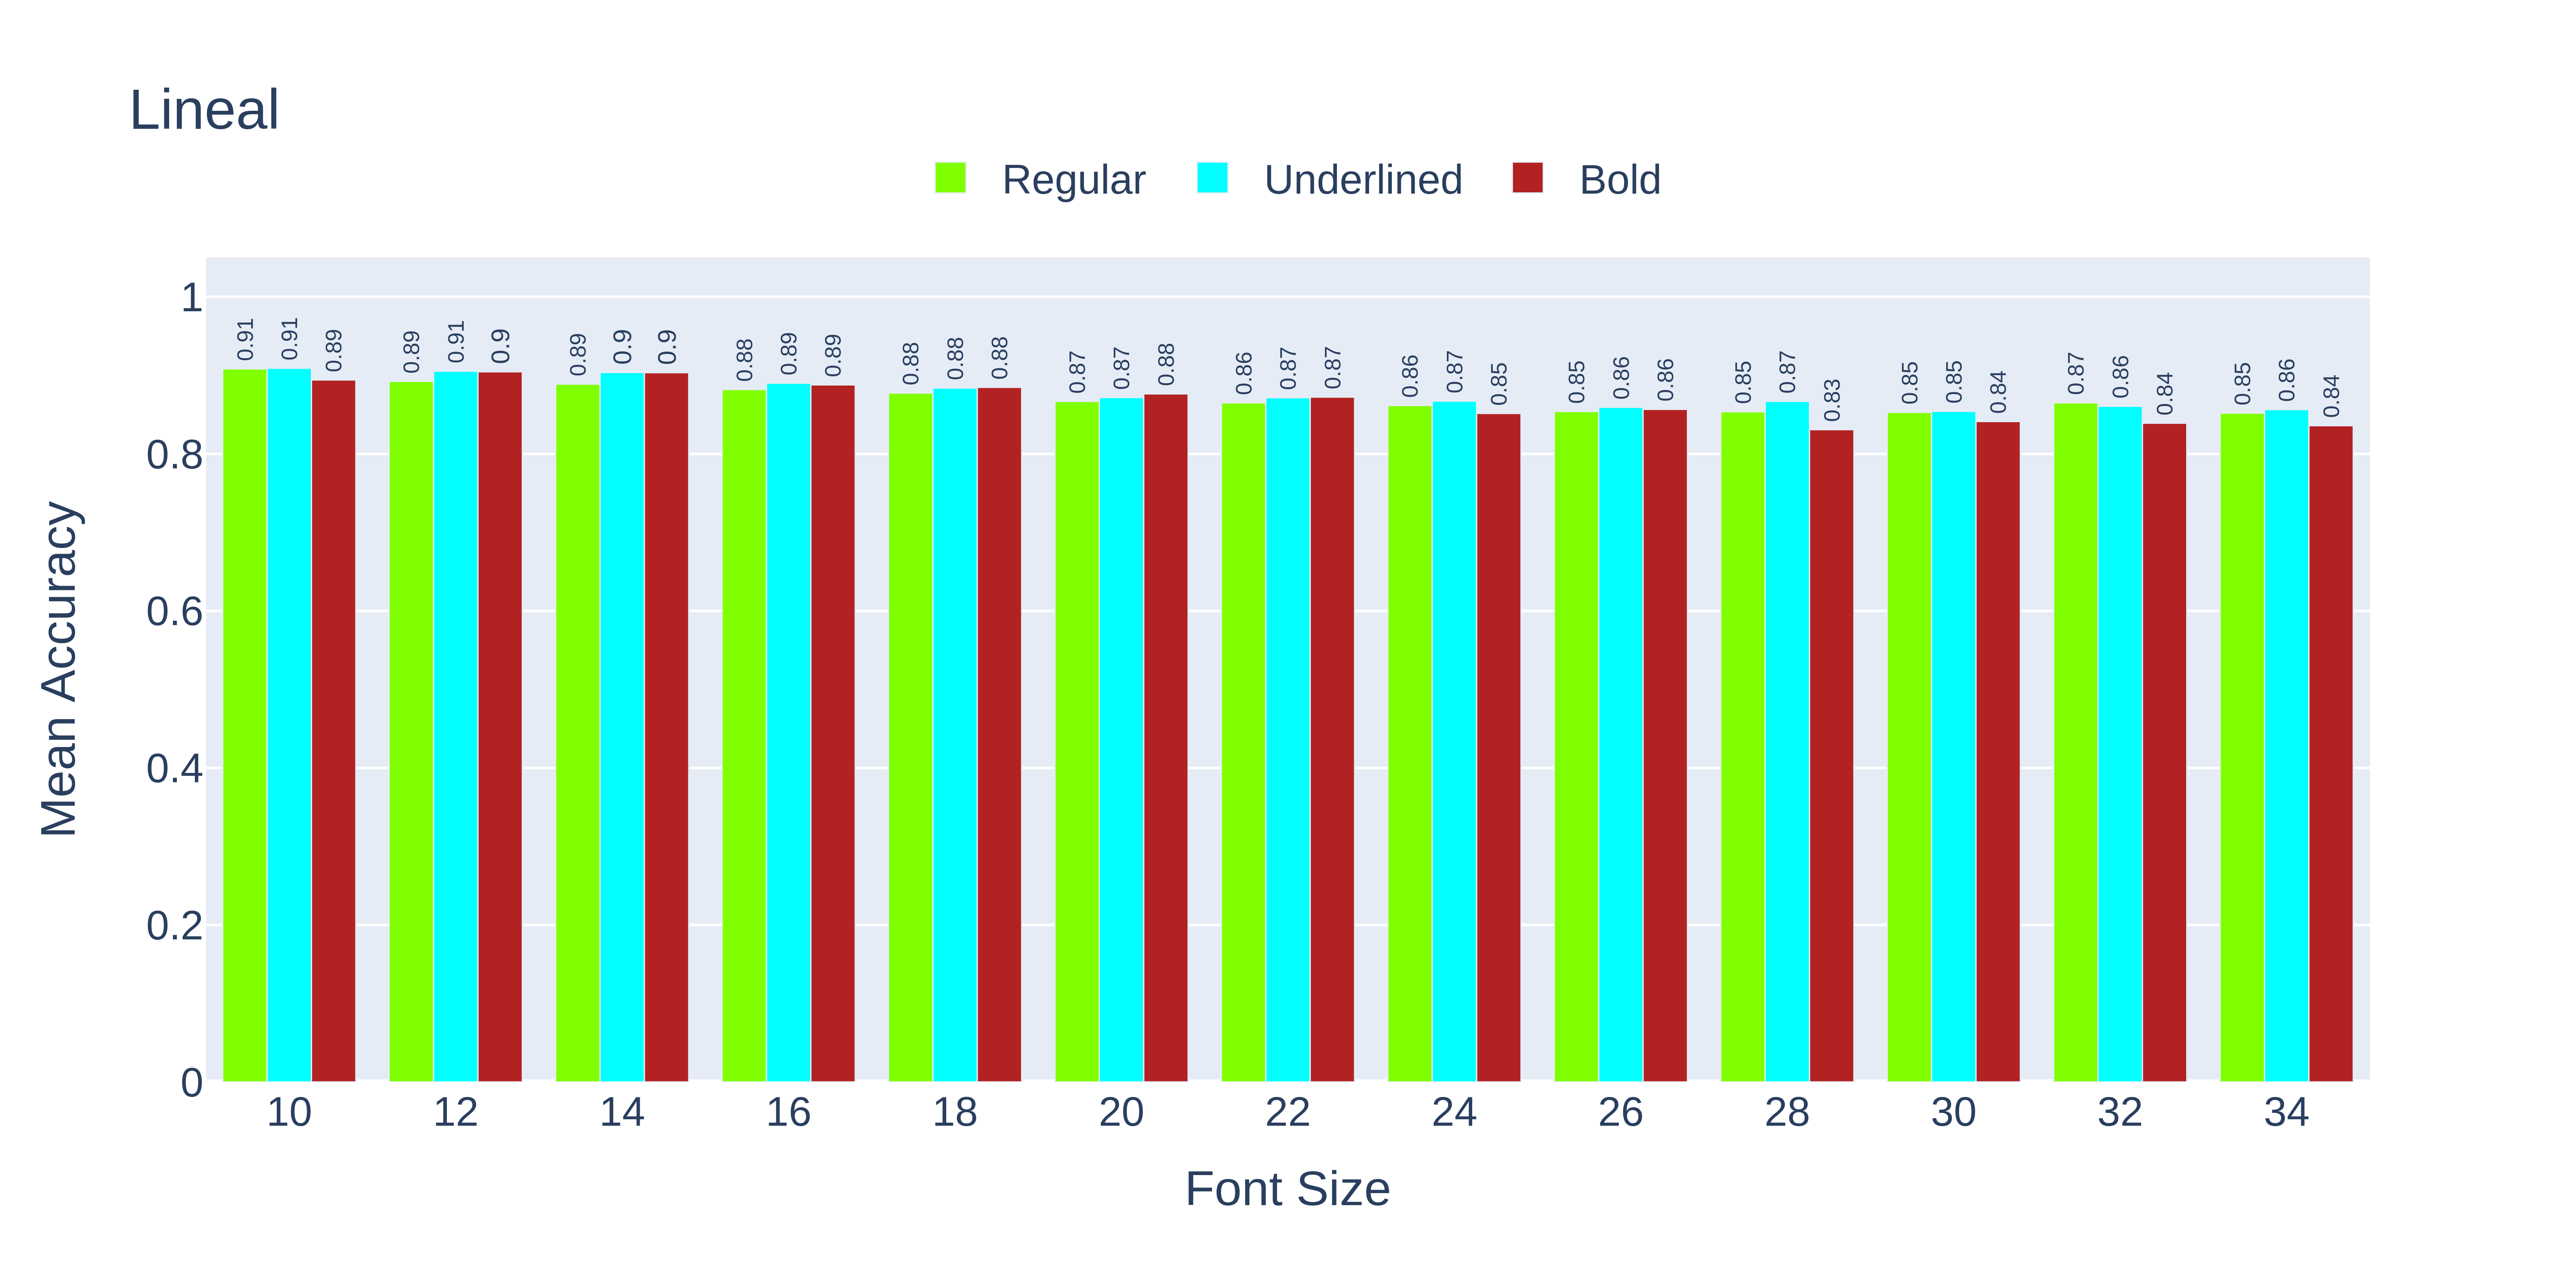 Lineal
Regular Underlined Bold
1
0.8
0.6
0.4
0.2
0
Mean Accuracy
0.91 0.91 0.89 0.89 0.91 0.9 0.89 0.9 0.9 0.88 0.89 0.89 0.88 0.88 0.88 0.87 0.87 0.88 0.86 0.87 0.87 0.86 0.87 0.85 0.85 0.86 0.86 0.85 0.87 0.83 0.85 0.85 0.84 0.87 0.86 0.84 0.85 0.86 0.84
10 12 14 16 18 20 22 24 26 28 30 32 34
Font Size